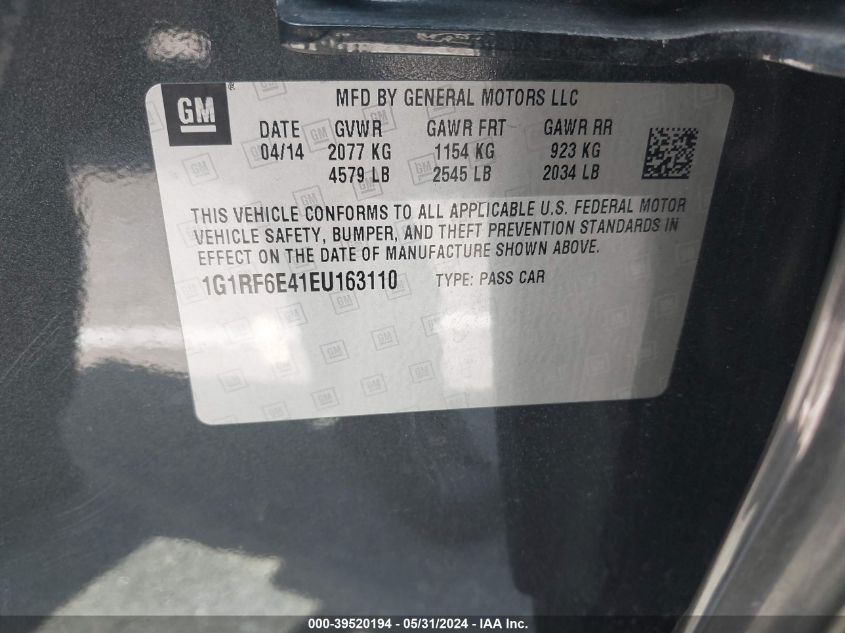 GM
MFD BY GENERAL MOTORS LLC
DATE GVWR GAWR FRT GAWR RR
04/14 2077 KG 1154 KG 923 KG
4579 LB 2545 LB 2034 LB
THIS VEHICLE CONFORMS TO ALL APPLICABLE U.S. FEDERAL MOTOR
VEHICLE SAFETY, BUMPER, AND THEFT PREVENTION STANDARDS IN
EFFECT ON THE DATE OF MANUFACTURE SHOWN ABOVE.
1G1RF6E41EU163110 TYPE: PASS CAR
000-39520194 - 05/31/2024 - IAA Inc.